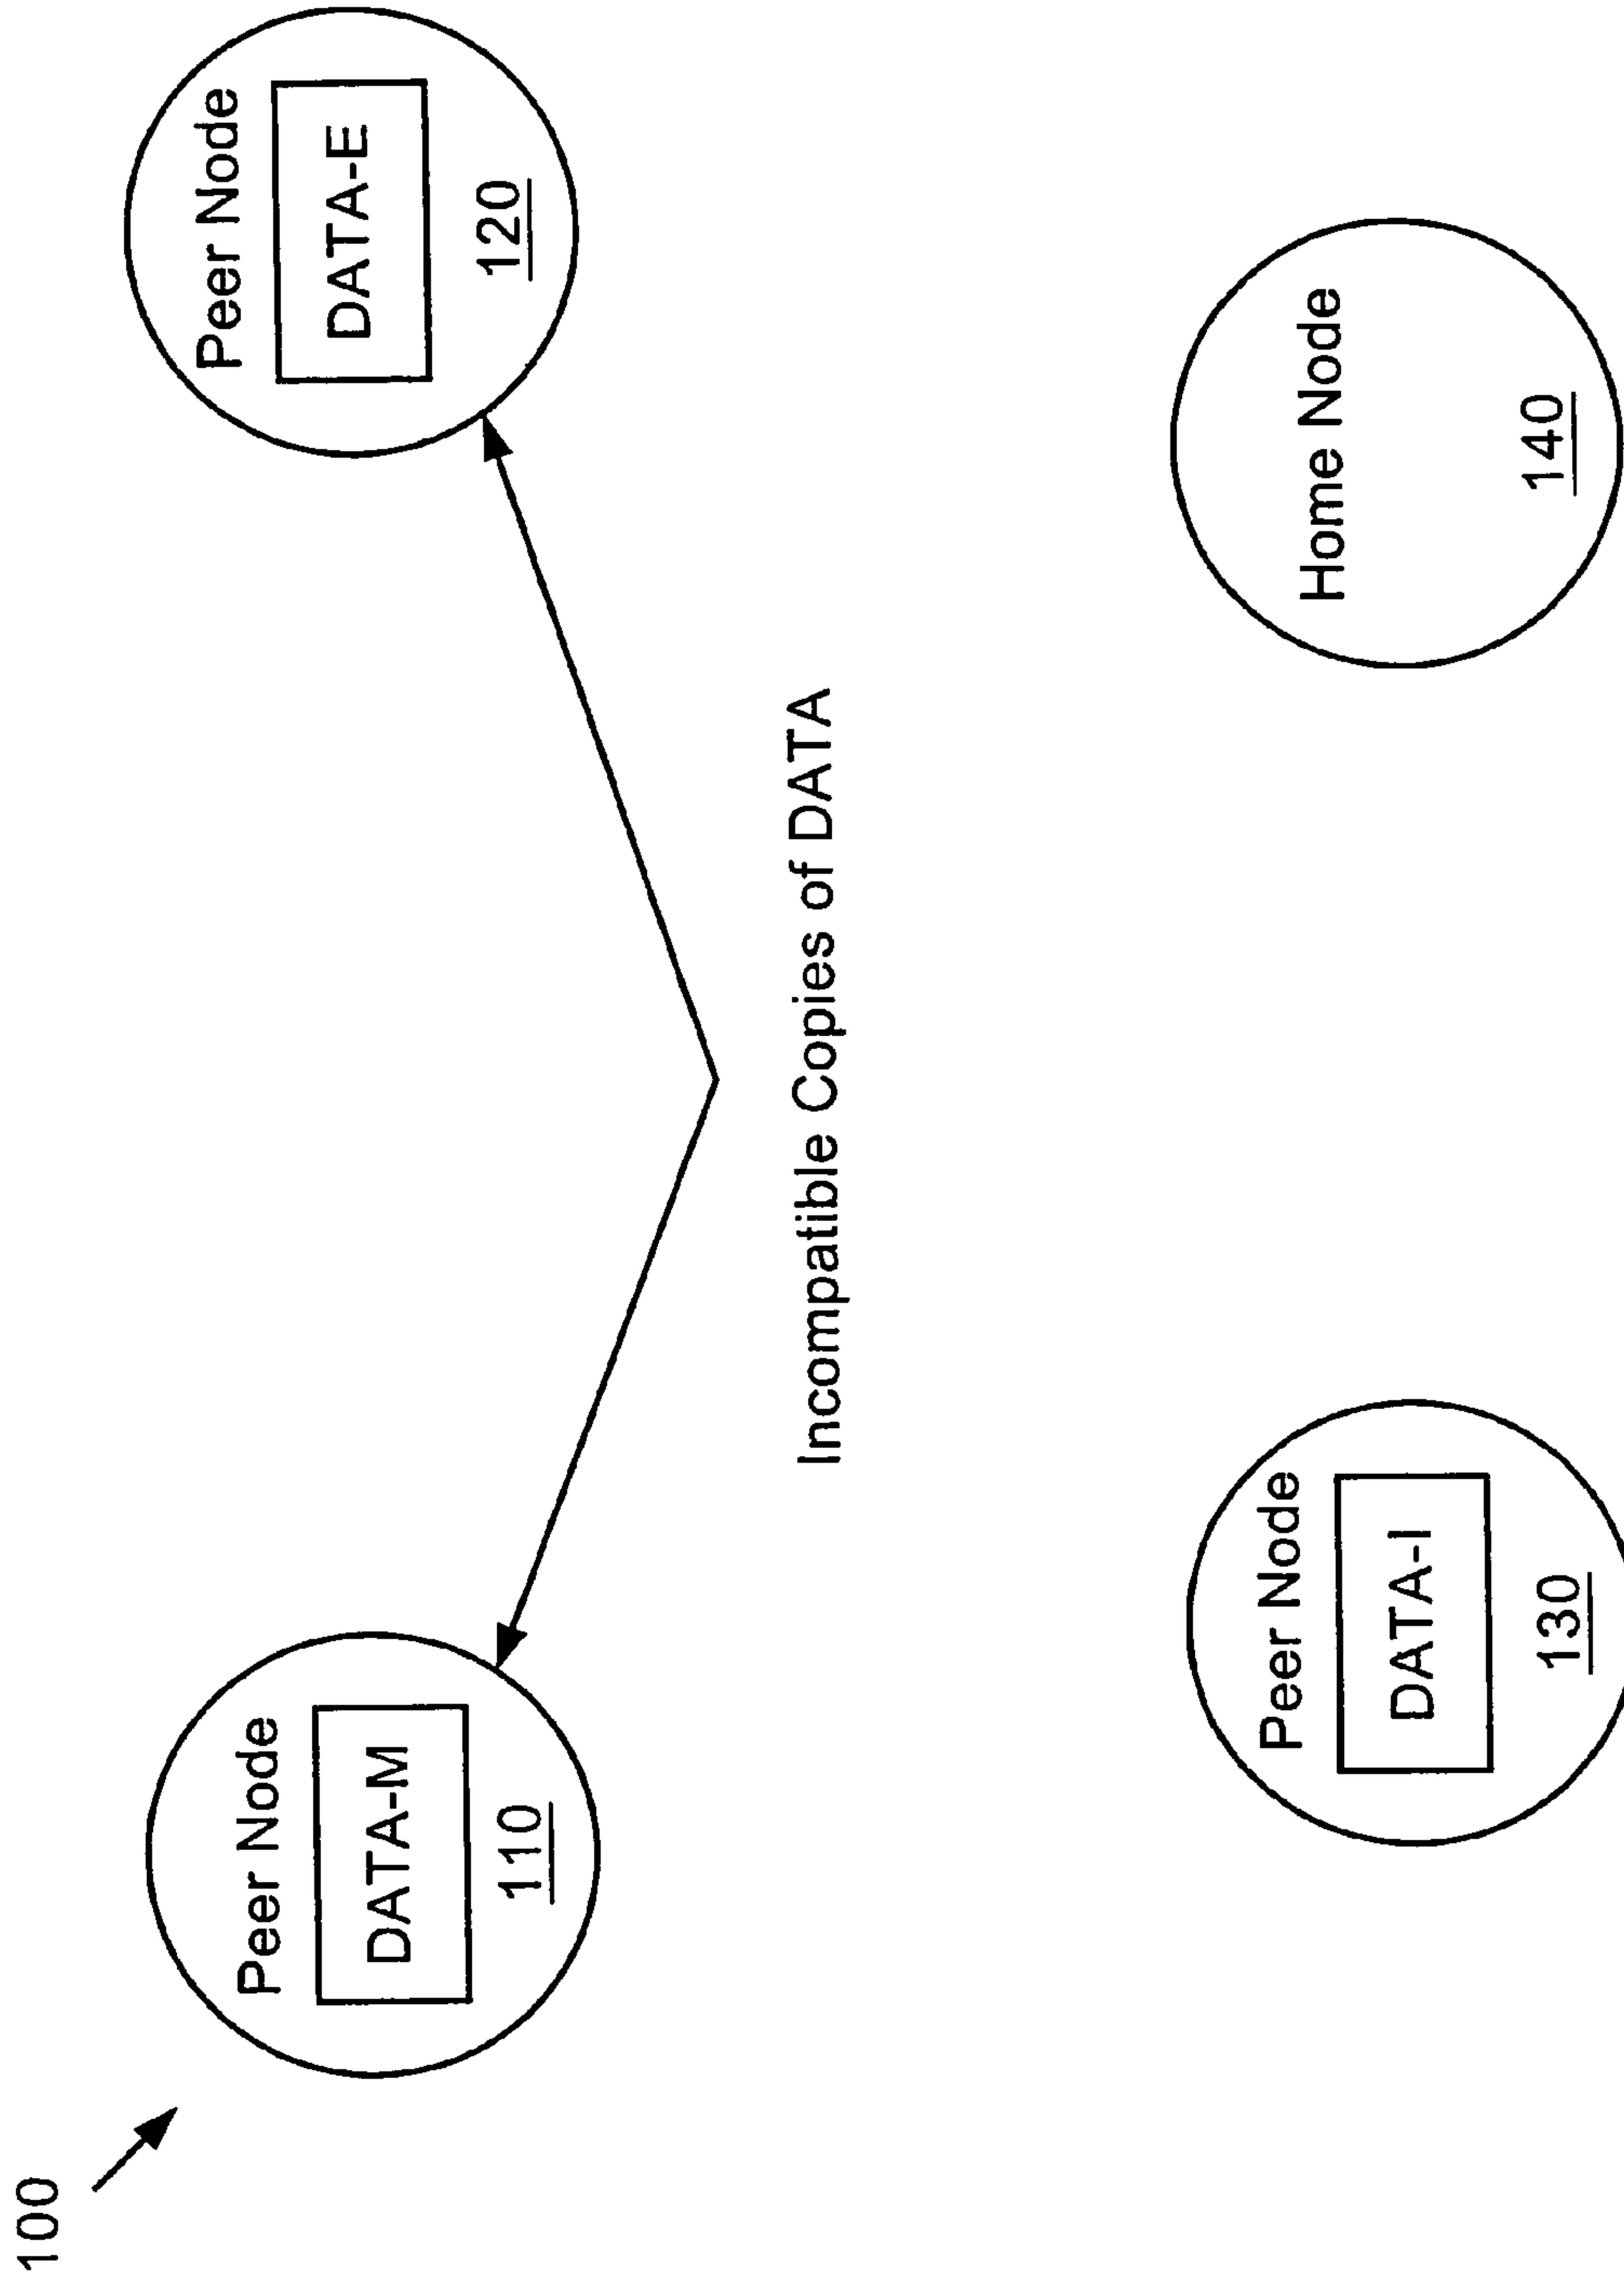 100
Peer Node
DATA-M
110
Peer Node
DATA-E
120
Incompatible Copies of DATA
Peer Node
DATA-I
130
Home Node
140